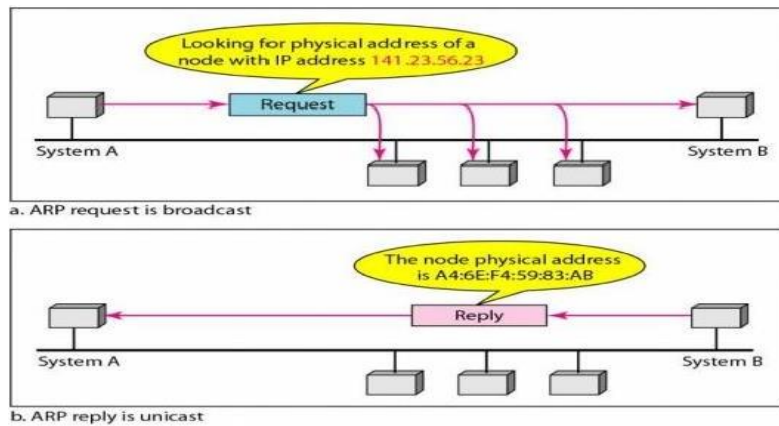 Looking for physical address of a
node with IP address 141.23.56.23
Request
System A
System B
a. ARP request is broadcast
The node physical address
is A4:6E:F4:59:83:AB
Reply
System A
System B
b. ARP reply is unicast